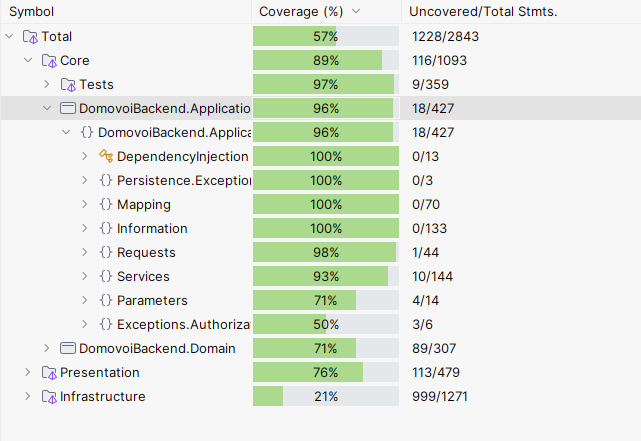 Symbol Coverage (%) Uncovered/Total Stmts.
Total 57% 1228/2843
Core 89% 116/1093
Tests 97% 9/359
DomovoiBackend.Applicatio 96% 18/427
{} DomovoiBackend.Applica 96% 18/427
DependencyInjection 100% 0/13
{} Persistence.Exception 100% 0/3
{} Mapping 100% 0/70
{} Information 100% 0/133
{} Requests 98% 1/44
{} Services 93% 10/144
{} Parameters 71% 4/14
{} Exceptions.Authoriza 50% 3/6
DomovoiBackend.Domain 71% 89/307
Presentation 76% 113/479
Infrastructure 21% 999/1271